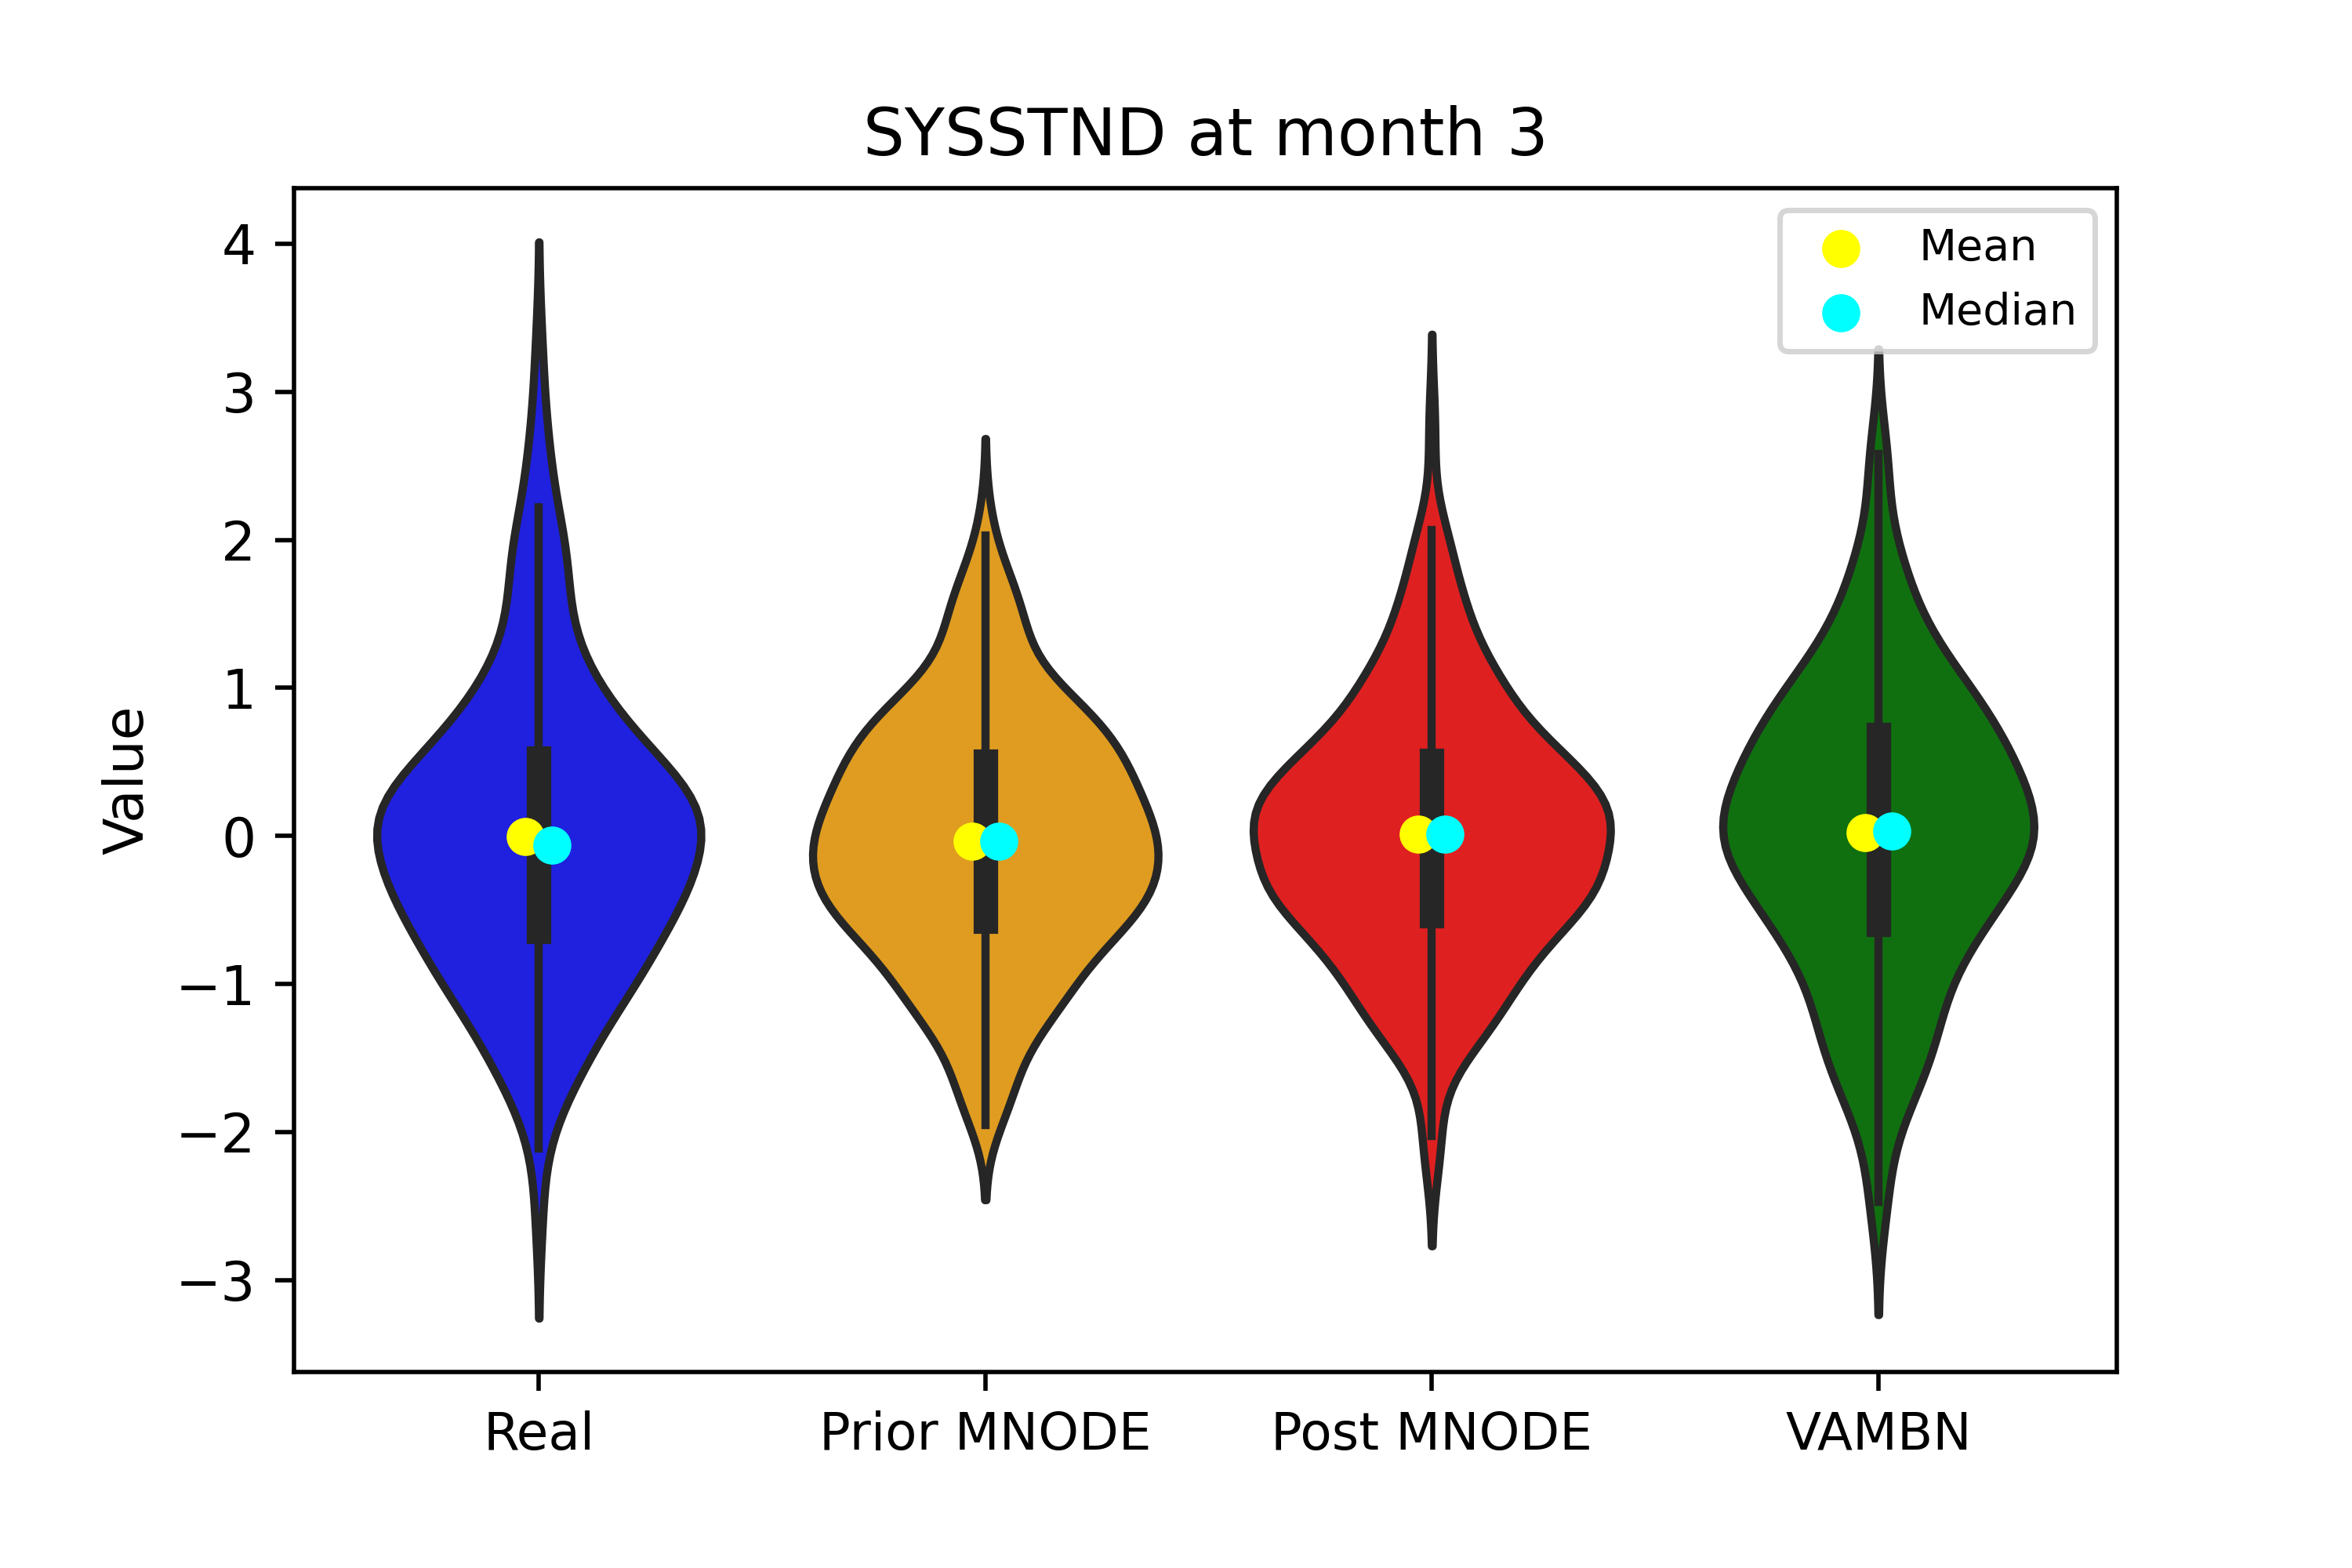 SYSSTND at month 3
Mean
Median
4
3
2
1
0
−1
−2
−3
Value
Real
Prior MNODE
Post MNODE
VAMBN